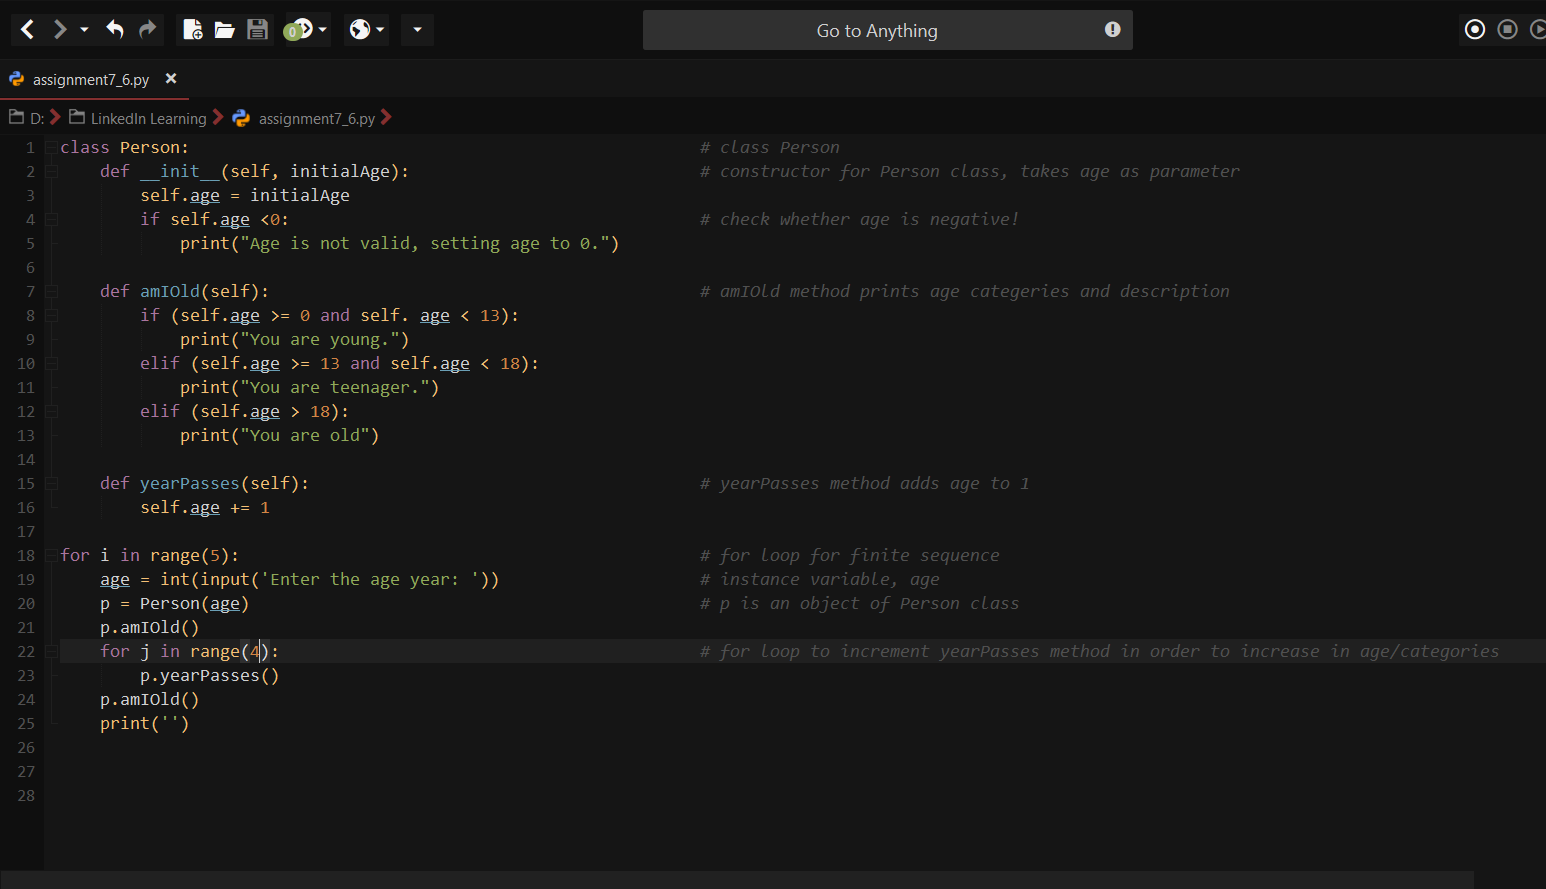 0
Go to Anything
assignment7_6.py
D: LinkedIn Learning assignment7_6.py
1 class Person: # class Person
2 def __init__(self, initialAge): # constructor for Person class, takes age as parameter
3 self.age = initialAge
4 if self.age <0: # check whether age is negative!
5 print("Age is not valid, setting age to 0.")
6
7 def amIOld(self): # amIOld method prints age categeries and description
8 if (self.age >= 0 and self. age < 13):
9 print("You are young.")
10 elif (self.age >= 13 and self.age < 18):
11 print("You are teenager.")
12 elif (self.age > 18):
13 print("You are old")
14
15 def yearPasses(self): # yearPasses method adds age to 1
16 self.age += 1
17
18 for i in range(5): # for loop for finite sequence
19 age = int(input('Enter the age year: ')) # instance variable, age
20 p = Person(age) # p is an object of Person class
21 p.amIOld()
22 for j in range(4): # for loop to increment yearPasses method in order to increase in age/categories
23 p.yearPasses()
24 p.amIOld()
25 print('')
26
27
28